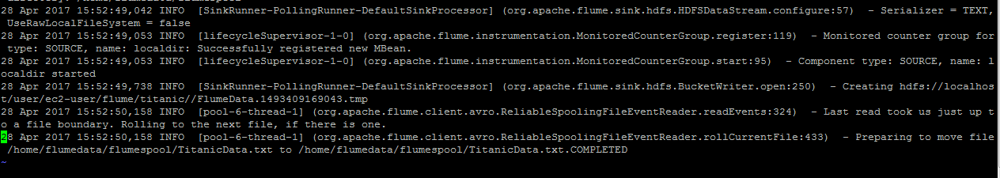 28 Apr 2017 15:52:49,042 INFO  [SinkRunner-PollingRunner-DefaultSinkProcessor] (org.apache.flume.sink.hdfs.HDFSDataStream.configure:57)  - Serializer = TEXT,
 UseRawLocalFileSystem = false
28 Apr 2017 15:52:49,053 INFO  [lifecycleSupervisor-1-0] (org.apache.flume.instrumentation.MonitoredCounterGroup.register:119)  - Monitored counter group for
 type: SOURCE, name: localdir: Successfully registered new MBean.
28 Apr 2017 15:52:49,053 INFO  [lifecycleSupervisor-1-0] (org.apache.flume.instrumentation.MonitoredCounterGroup.start:95)  - Component type: SOURCE, name: l
ocaldir started
28 Apr 2017 15:52:49,738 INFO  [SinkRunner-PollingRunner-DefaultSinkProcessor] (org.apache.flume.sink.hdfs.BucketWriter.open:250)  - Creating hdfs://localhos
t/user/ec2-user/flume/titanic//FlumeData.1493409169043.tmp
28 Apr 2017 15:52:50,158 INFO  [pool-6-thread-1] (org.apache.flume.client.avro.ReliableSpoolingFileEventReader.readEvents:324)  - Last read took us just up t
o a file boundary. Rolling to the next file, if there is one.
28 Apr 2017 15:52:50,158 INFO  [pool-6-thread-1] (org.apache.flume.client.avro.ReliableSpoolingFileEventReader.rollCurrentFile:433)  - Preparing to move file
 /home/flumedata/flumespool/TitanicData.txt to /home/flumedata/flumespool/TitanicData.txt.COMPLETED
~